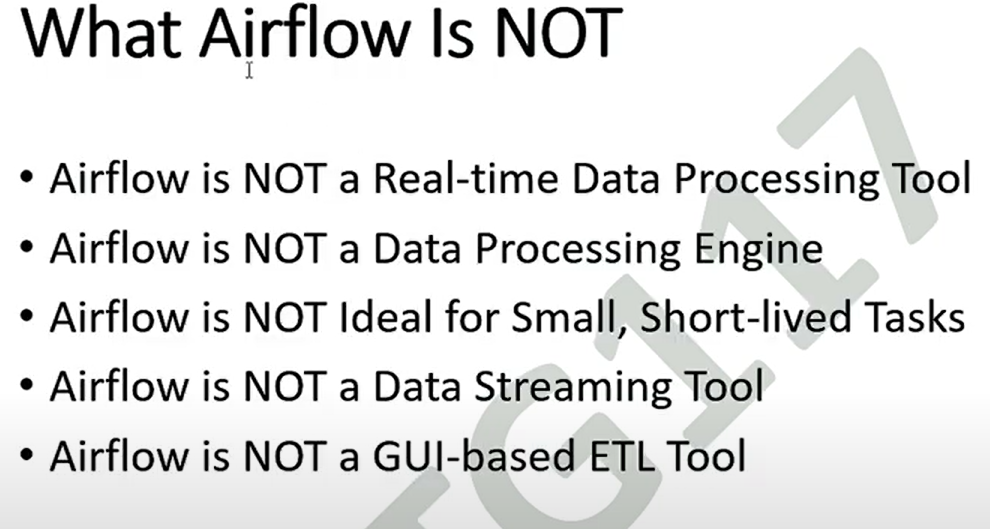 What Airflow Is NOT
• Airflow is NOT a Real-time Data Processing Tool
• Airflow is NOT a Data Processing Engine
• Airflow is NOT Ideal for Small, Short-lived Tasks
• Airflow is NOT a Data Streaming Tool
• Airflow is NOT a GUI-based ETL Tool
TG117